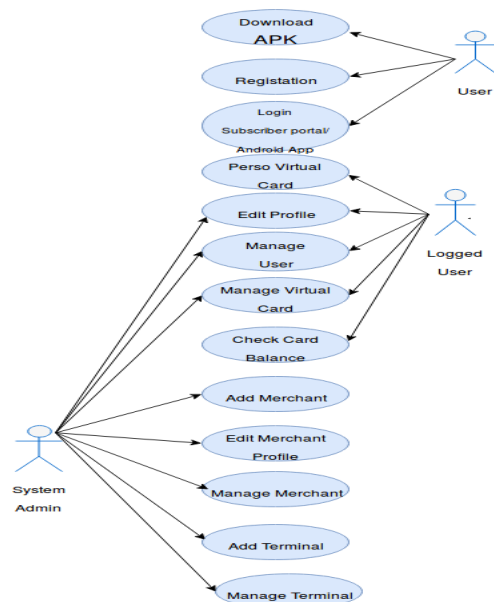 Download
APK
User
Registation
Login
Subscriber portal/
Android App
Perso Virtual
Card
Edit Profile
Logged
User
Manage
User
Manage Virtual
Card
Check Card
Balance
Add Merchant
Edit Merchant
Profile
System
Admin
Manage Merchant
Add Terminal
Manage Terminal